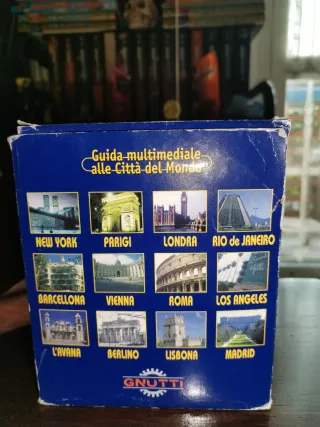 Guida multimediale
alle Città del Mondo
NEW YORK PARIGI LONDRA RIO de JANEIRO
BARCELLONA VIENNA ROMA LOS ANGELES
L'AVANA BERLINO LISBONA MADRID
GNUTTI